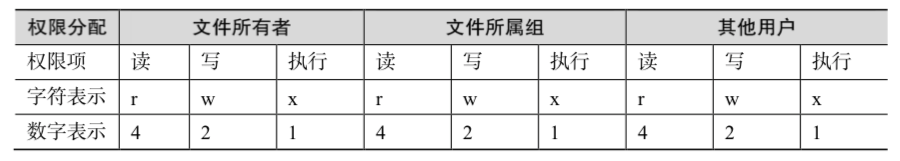 权限分配 文件所有者 文件所属组 其他用户
权限项 读 写 执行 读 写 执行 读 写 执行
字符表示 r w x r w x r w x
数字表示 4 2 1 4 2 1 4 2 1